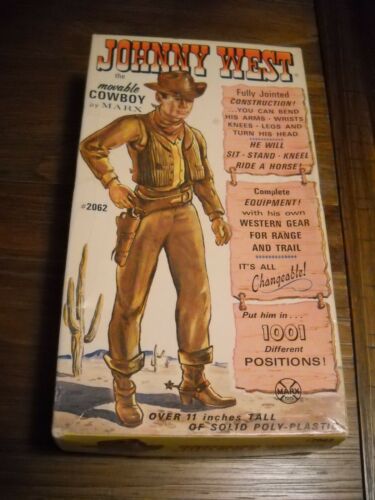 JOHNNY WEST
the
movable
COWBOY
by MARX
#2062
Fully Jointed
CONSTRUCTION!
...YOU CAN BEND
HIS ARMS - WRISTS
KNEES - LEGS AND
TURN HIS HEAD.
HE WILL
SIT - STAND - KNEEL
RIDE A HORSE!
Complete
EQUIPMENT!
with his own
WESTERN GEAR
FOR RANGE
AND TRAIL
IT'S ALL
Changeable!
Put him in...
1001
Different
POSITIONS!
MARX
TOYS
OVER 11 inches TALL
OF SOLID POLY-PLASTIC